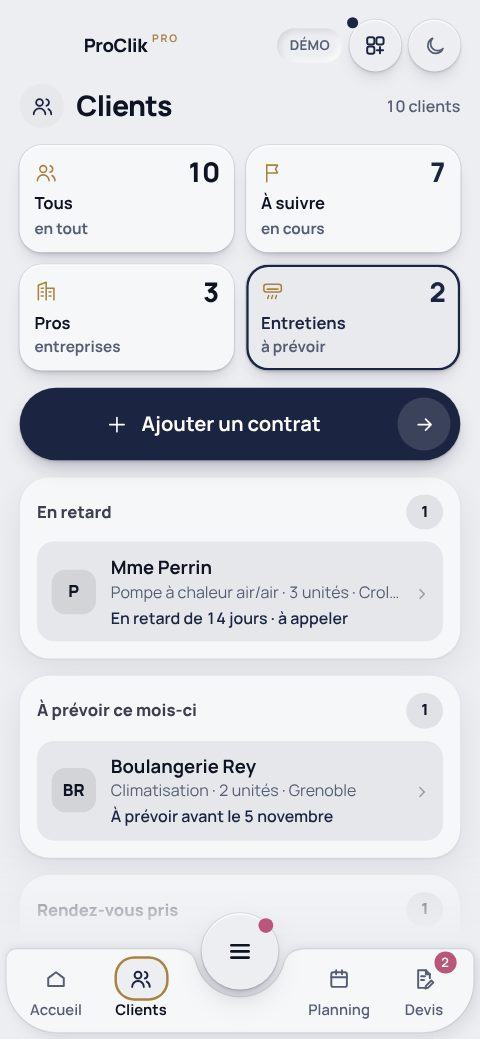 ProClik PRO
DÉMO
Clients
10 clients
10
Tous
en tout
7
À suivre
en cours
3
Pros
entreprises
2
Entretiens
à prévoir
Ajouter un contrat
En retard
1
P
Mme Perrin
Pompe à chaleur air/air · 3 unités · Crol...
En retard de 14 jours · à appeler
À prévoir ce mois-ci
1
BR
Boulangerie Rey
Climatisation · 2 unités · Grenoble
À prévoir avant le 5 novembre
Rendez-vous pris
1
Accueil
Clients
Planning
2
Devis